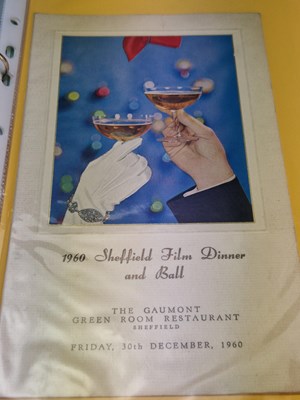 1960 Sheffield Film Dinner
and Ball
THE GAUMONT
GREEN ROOM RESTAURANT
SHEFFIELD
FRIDAY, 30th DECEMBER, 1960